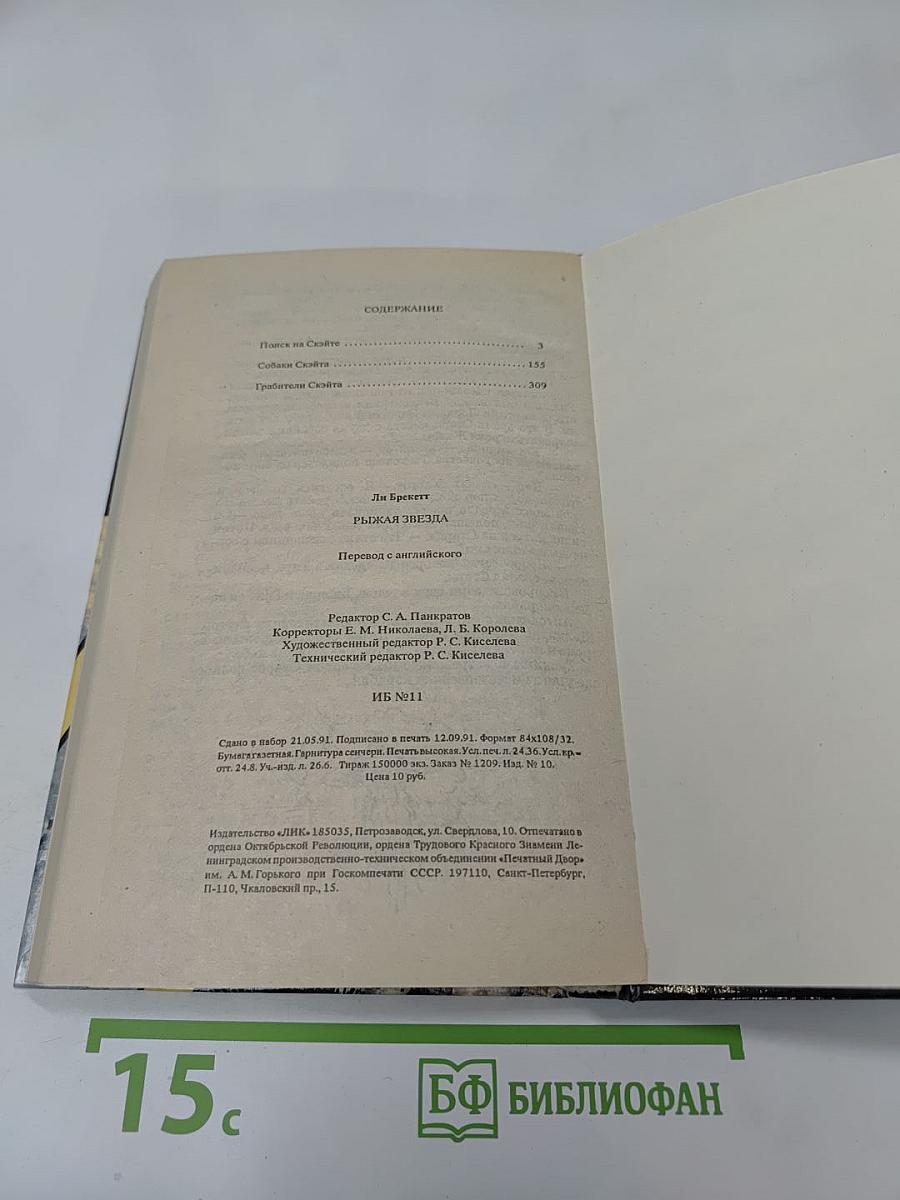 СОДЕРЖАНИЕ
Поиск на Скэйте 3
Собаки Скэйта 155
Грабители Скэйта 309
Ли Брекетт
РЫЖАЯ ЗВЕЗДА
Перевод с английского
Редактор С. А. Панкратов
Корректоры Е. М. Николаева, Л. Б. Королева
Художественный редактор Р. С. Киселева
Технический редактор Р. С. Киселева
ИБ №11
Сдано в набор 21.05.91. Подписано в печать 12.09.91. Формат 84х108/32.
Бумага газетная. Гарнитура сенчери. Печать высокая. Усл. печ. л. 24.36. Усл. кр.-
отт. 24.8. Уч.-изд. л. 26.6. Тираж 150000 экз. Заказ № 1209. Изд. № 10.
Цена 10 руб.
Издательство «ЛИК» 185035, Петрозаводск, ул. Свердлова, 10. Отпечатано в
ордена Октябрьской Революции, ордена Трудового Красного Знамени Ле-
нинградском производственно-техническом объединении «Печатный Двор»
им. А. М. Горького при Госкомпечати СССР. 197110, Санкт-Петербург,
П-110, Чкаловский пр., 15.
15с
БФ БИБЛИОФАН